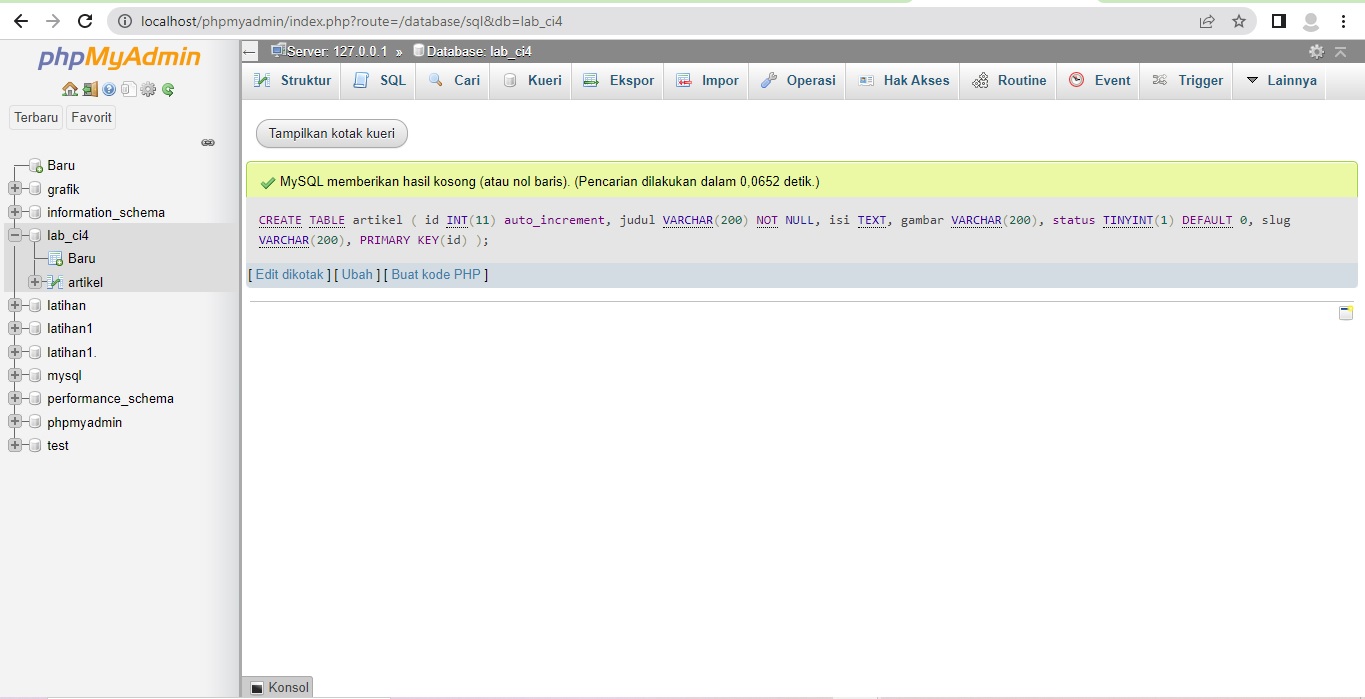 localhost/phpmyadmin/index.php?route=/database/sql&db=lab_ci4
phpMyAdmin
Terbaru Favorit
Baru
grafik
information_schema
lab_ci4
Baru
artikel
latihan
latihan1
latihan1.
mysql
performance_schema
phpmyadmin
test
Server: 127.0.0.1 » Database: lab_ci4
Struktur SQL Cari Kueri Ekspor Impor Operasi Hak Akses Routine Event Trigger Lainnya
Tampilkan kotak kueri
MySQL memberikan hasil kosong (atau nol baris). (Pencarian dilakukan dalam 0,0652 detik.)
CREATE TABLE artikel ( id INT(11) auto_increment, judul VARCHAR(200) NOT NULL, isi TEXT, gambar VARCHAR(200), status TINYINT(1) DEFAULT 0, slug
VARCHAR(200), PRIMARY KEY(id) );
[ Edit dikotak ] [ Ubah ] [ Buat kode PHP ]
Konsol